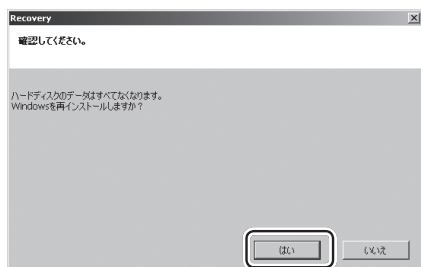 Recovery
確認してください。
ハードディスクのデータはすべてなくなります。
Windowsを再インストールしますか？
はい
いいえ